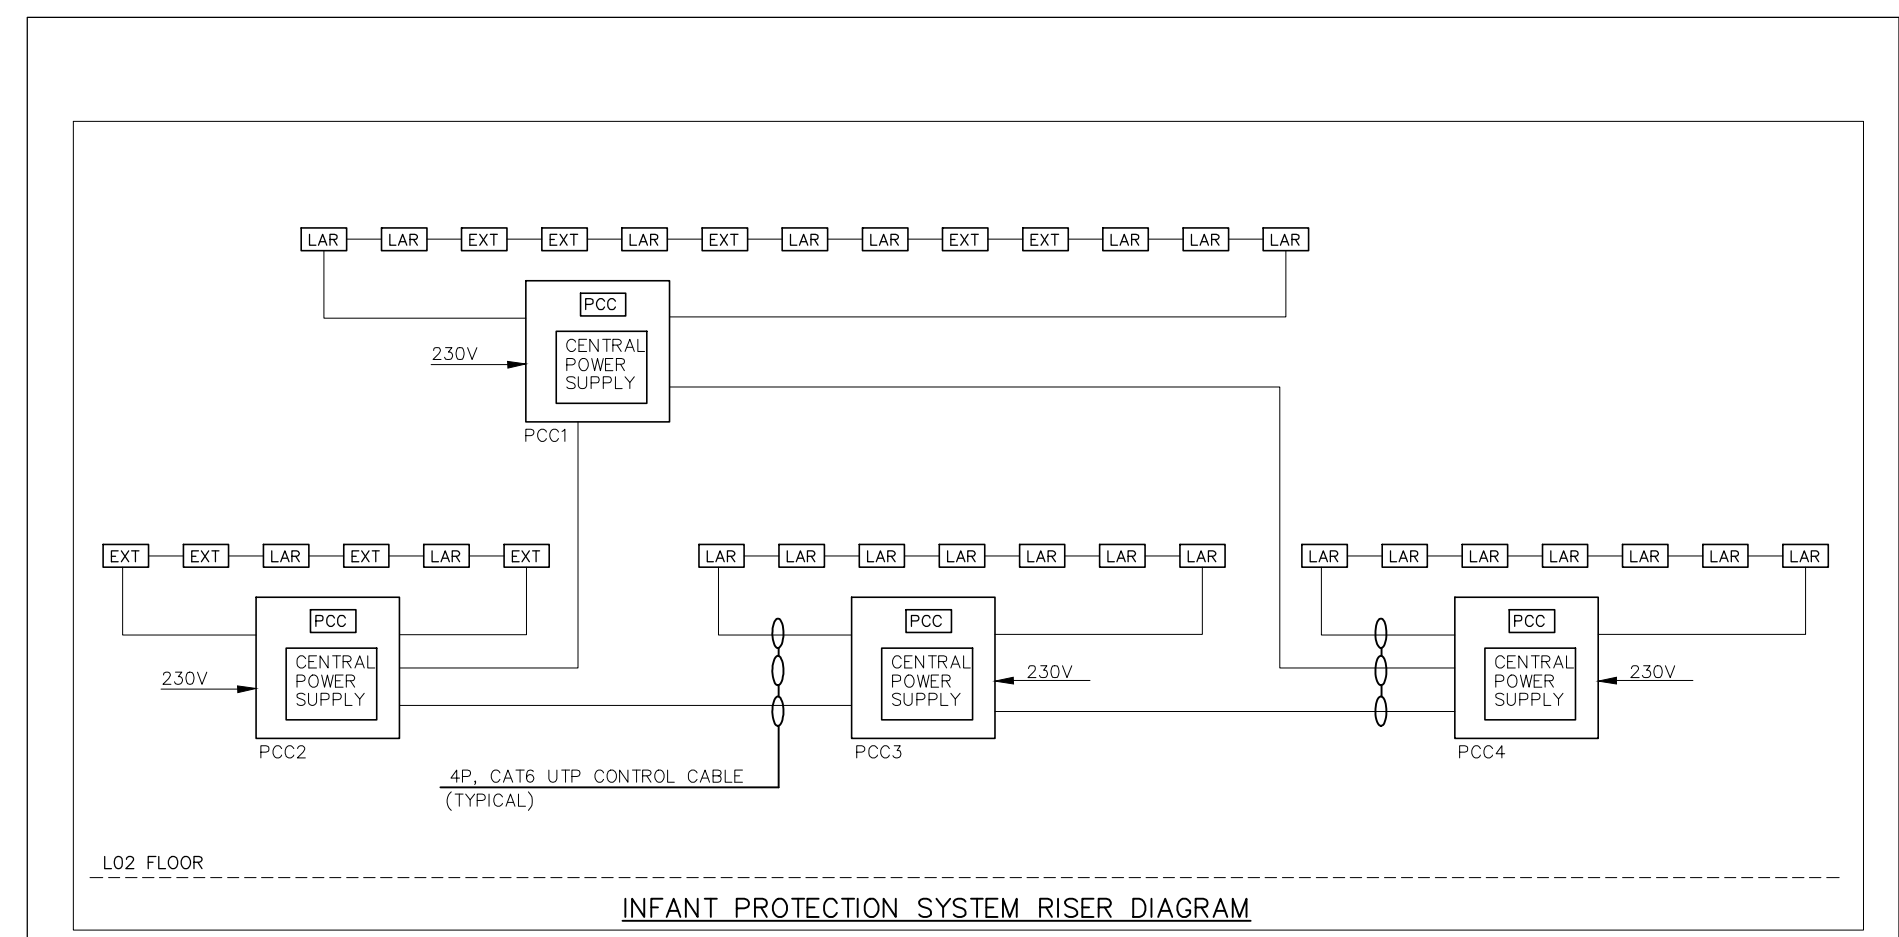 LAR LAR EXT EXT LAR EXT LAR LAR EXT EXT LAR LAR LAR
PCC
CENTRAL
POWER
SUPPLY
230V
PCC1
EXT EXT LAR EXT LAR EXT
PCC
CENTRAL
POWER
SUPPLY
230V
PCC2
LAR LAR LAR LAR LAR LAR LAR
PCC
CENTRAL
POWER
SUPPLY
230V
PCC3
LAR LAR LAR LAR LAR LAR LAR
PCC
CENTRAL
POWER
SUPPLY
230V
PCC4
4P, CAT6 UTP CONTROL CABLE
(TYPICAL)
L02 FLOOR
INFANT PROTECTION SYSTEM RISER DIAGRAM